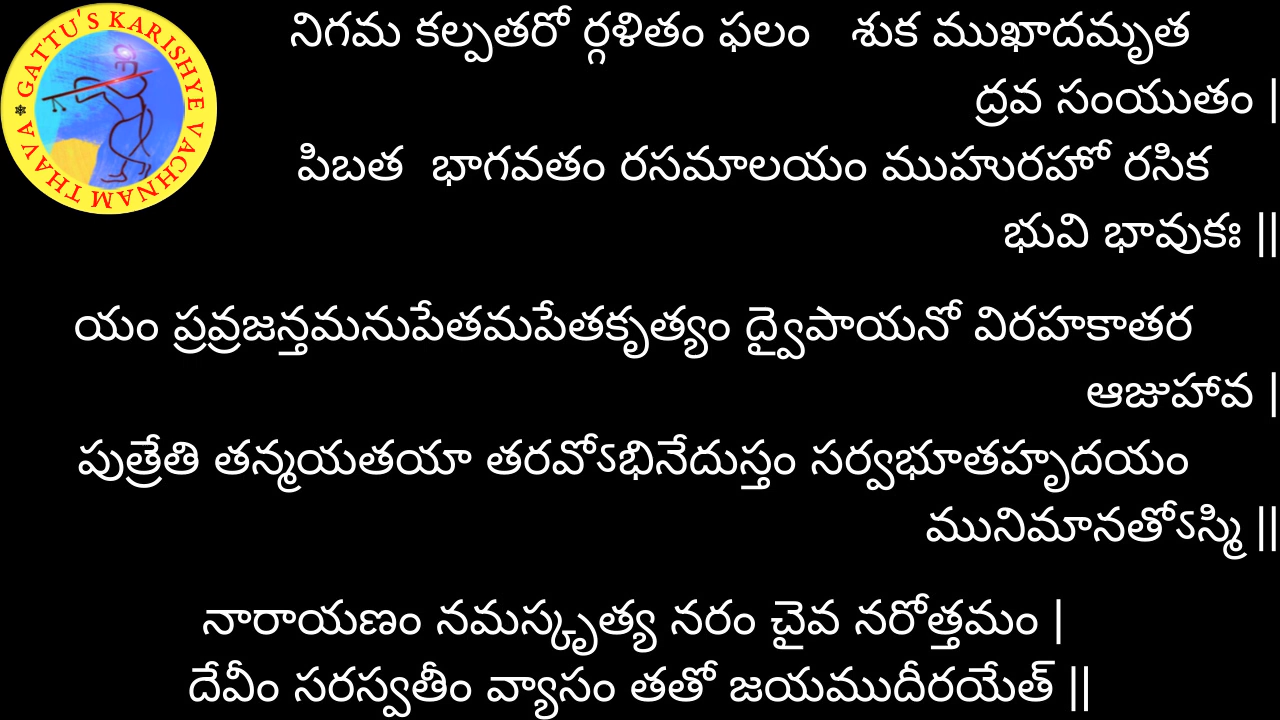 GATTU'S KARISHYE VACHNAM THAVA
నిగమ కల్పతరో ర్గళితం ఫలం శుక ముఖాదమృత
ద్రవ సంయుతం |
పిబత భాగవతం రసమాలయం ముహురహో రసిక
భువి భావుకః ||
యం ప్రవ్రజన్తమనుపేతమపేతకృత్యం ద్వైపాయనో విరహకాతర
ఆజుహావ |
పుత్రేతి తన్మయతయా తరవోఽభినేదుస్తం సర్వభూతహృదయం
మునిమానతోఽస్మి ||
నారాయణం నమస్కృత్య నరం చైవ నరోత్తమం |
దేవీం సరస్వతీం వ్యాసం తతో జయముదీరయేత్ ||